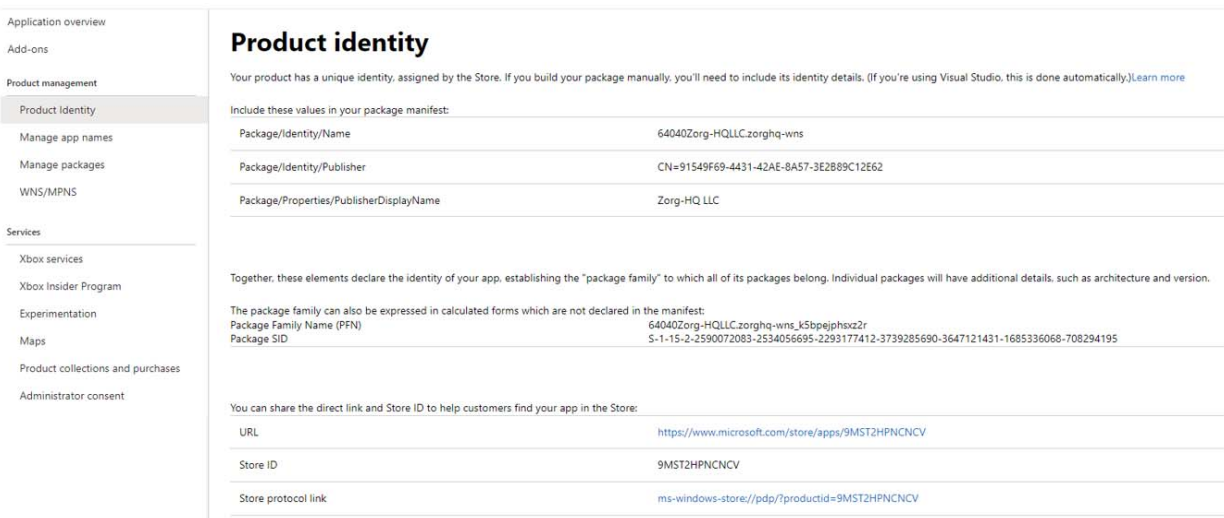 Application overview
Add-ons
Product management
Product Identity
Manage app names
Manage packages
WNS/MPNS
Services
Xbox services
Xbox Insider Program
Experimentation
Maps
Product collections and purchases
Administrator consent
Product identity
Your product has a unique identity, assigned by the Store. If you build your package manually, you'll need to include its identity details. (If you're using Visual Studio, this is done automatically.)Learn more
Include these values in your package manifest:
Package/Identity/Name 64040Zorg-HQLLC.zorghq-wns
Package/Identity/Publisher CN=91549F69-4431-42AE-8A57-3E2B89C12E62
Package/Properties/PublisherDisplayName Zorg-HQ LLC
Together, these elements declare the identity of your app, establishing the "package family" to which all of its packages belong. Individual packages will have additional details, such as architecture and version.
The package family can also be expressed in calculated forms which are not declared in the manifest:
Package Family Name (PFN) 64040Zorg-HQLLC.zorghq-wns_k5bpejphsxz2r
Package SID S-1-15-2-2590072083-2534056695-2293177412-3739285690-3647121431-1685336068-708294195
You can share the direct link and Store ID to help customers find your app in the Store:
URL https://www.microsoft.com/store/apps/9MST2HPNCNCV
Store ID 9MST2HPNCNCV
Store protocol link ms-windows-store://pdp/?productid=9MST2HPNCNCV